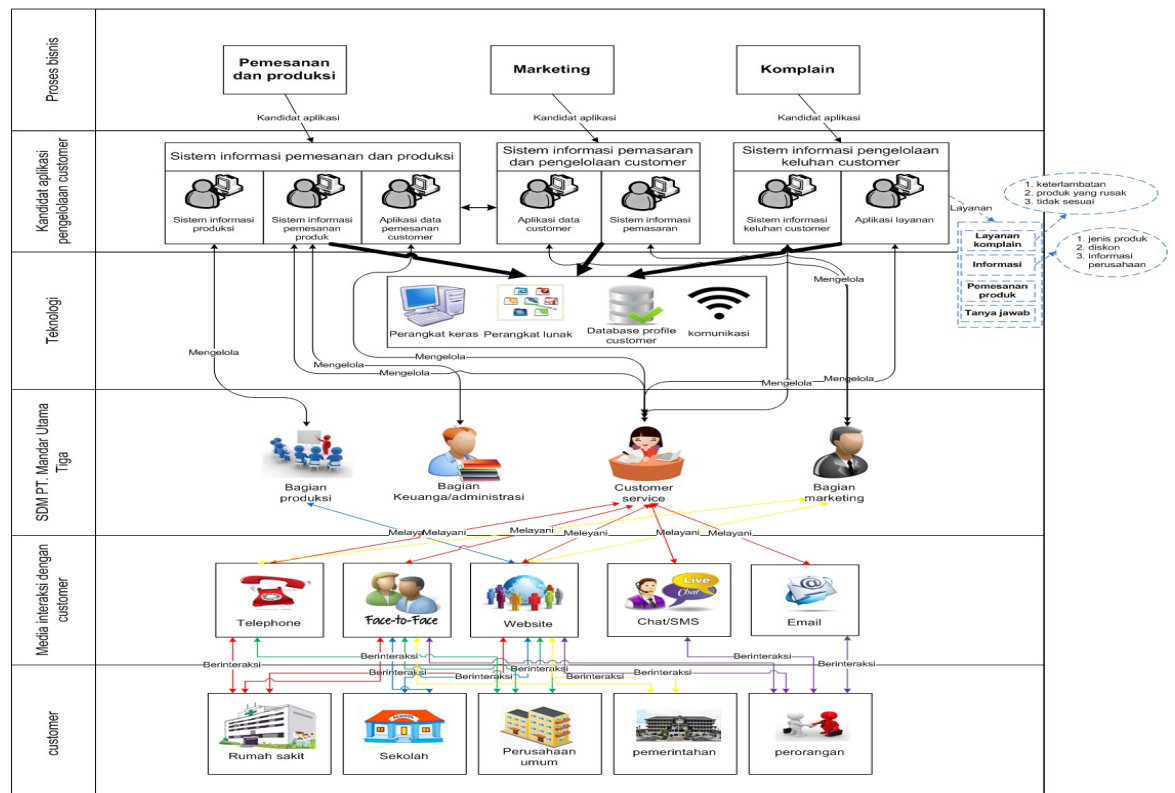 Proses bisnis
Pemesanan
dan produksi
Marketing
Komplain
Kandidat aplikasi
Kandidat aplikasi
Kandidat aplikasi
Kandidat aplikasi
pengelolaan customer
Sistem informasi pemesanan dan produksi
Sistem informasi
produksi
Sistem informasi
pemesanan
produk
Aplikasi data
pemesanan
customer
Sistem informasi pemasaran
dan pengelolaan customer
Aplikasi data
customer
Sistem informasi
pemasaran
Sistem informasi pengelolaan
keluhan customer
Sistem informasi
keluhan customer
Aplikasi layanan
Layanan
1. keterlambatan
2. produk yang rusak
3. tidak sesuai
Layanan
komplain
Informasi
Pemesanan
produk
Tanya jawab
1. jenis produk
2. diskon
3. informasi
perusahaan
Teknologi
Perangkat keras
Perangkat lunak
Database profile
customer
komunikasi
Mengelola
Mengelola
Mengelola
Mengelola
Mengelola
Mengelola
Mengelola
SDM PT. Mandar Utama
Tiga
Bagian
produksi
Bagian
Keuanga/administrasi
Customer
service
Bagian
marketing
Melayani
Meleyani
Meleyani
Melayani
Media interaksi dengan
customer
Telephone
Face-to-Face
Website
Live
Chat
Chat/SMS
Email
Berinteraksi
Berinteraksi
Berinteraksi
Berinteraksi
Berinteraksi
Berinteraksi
Berinteraksi
Berinteraksi
customer
Rumah sakit
Sekolah
Perusahaan
umum
pemerintahan
perorangan